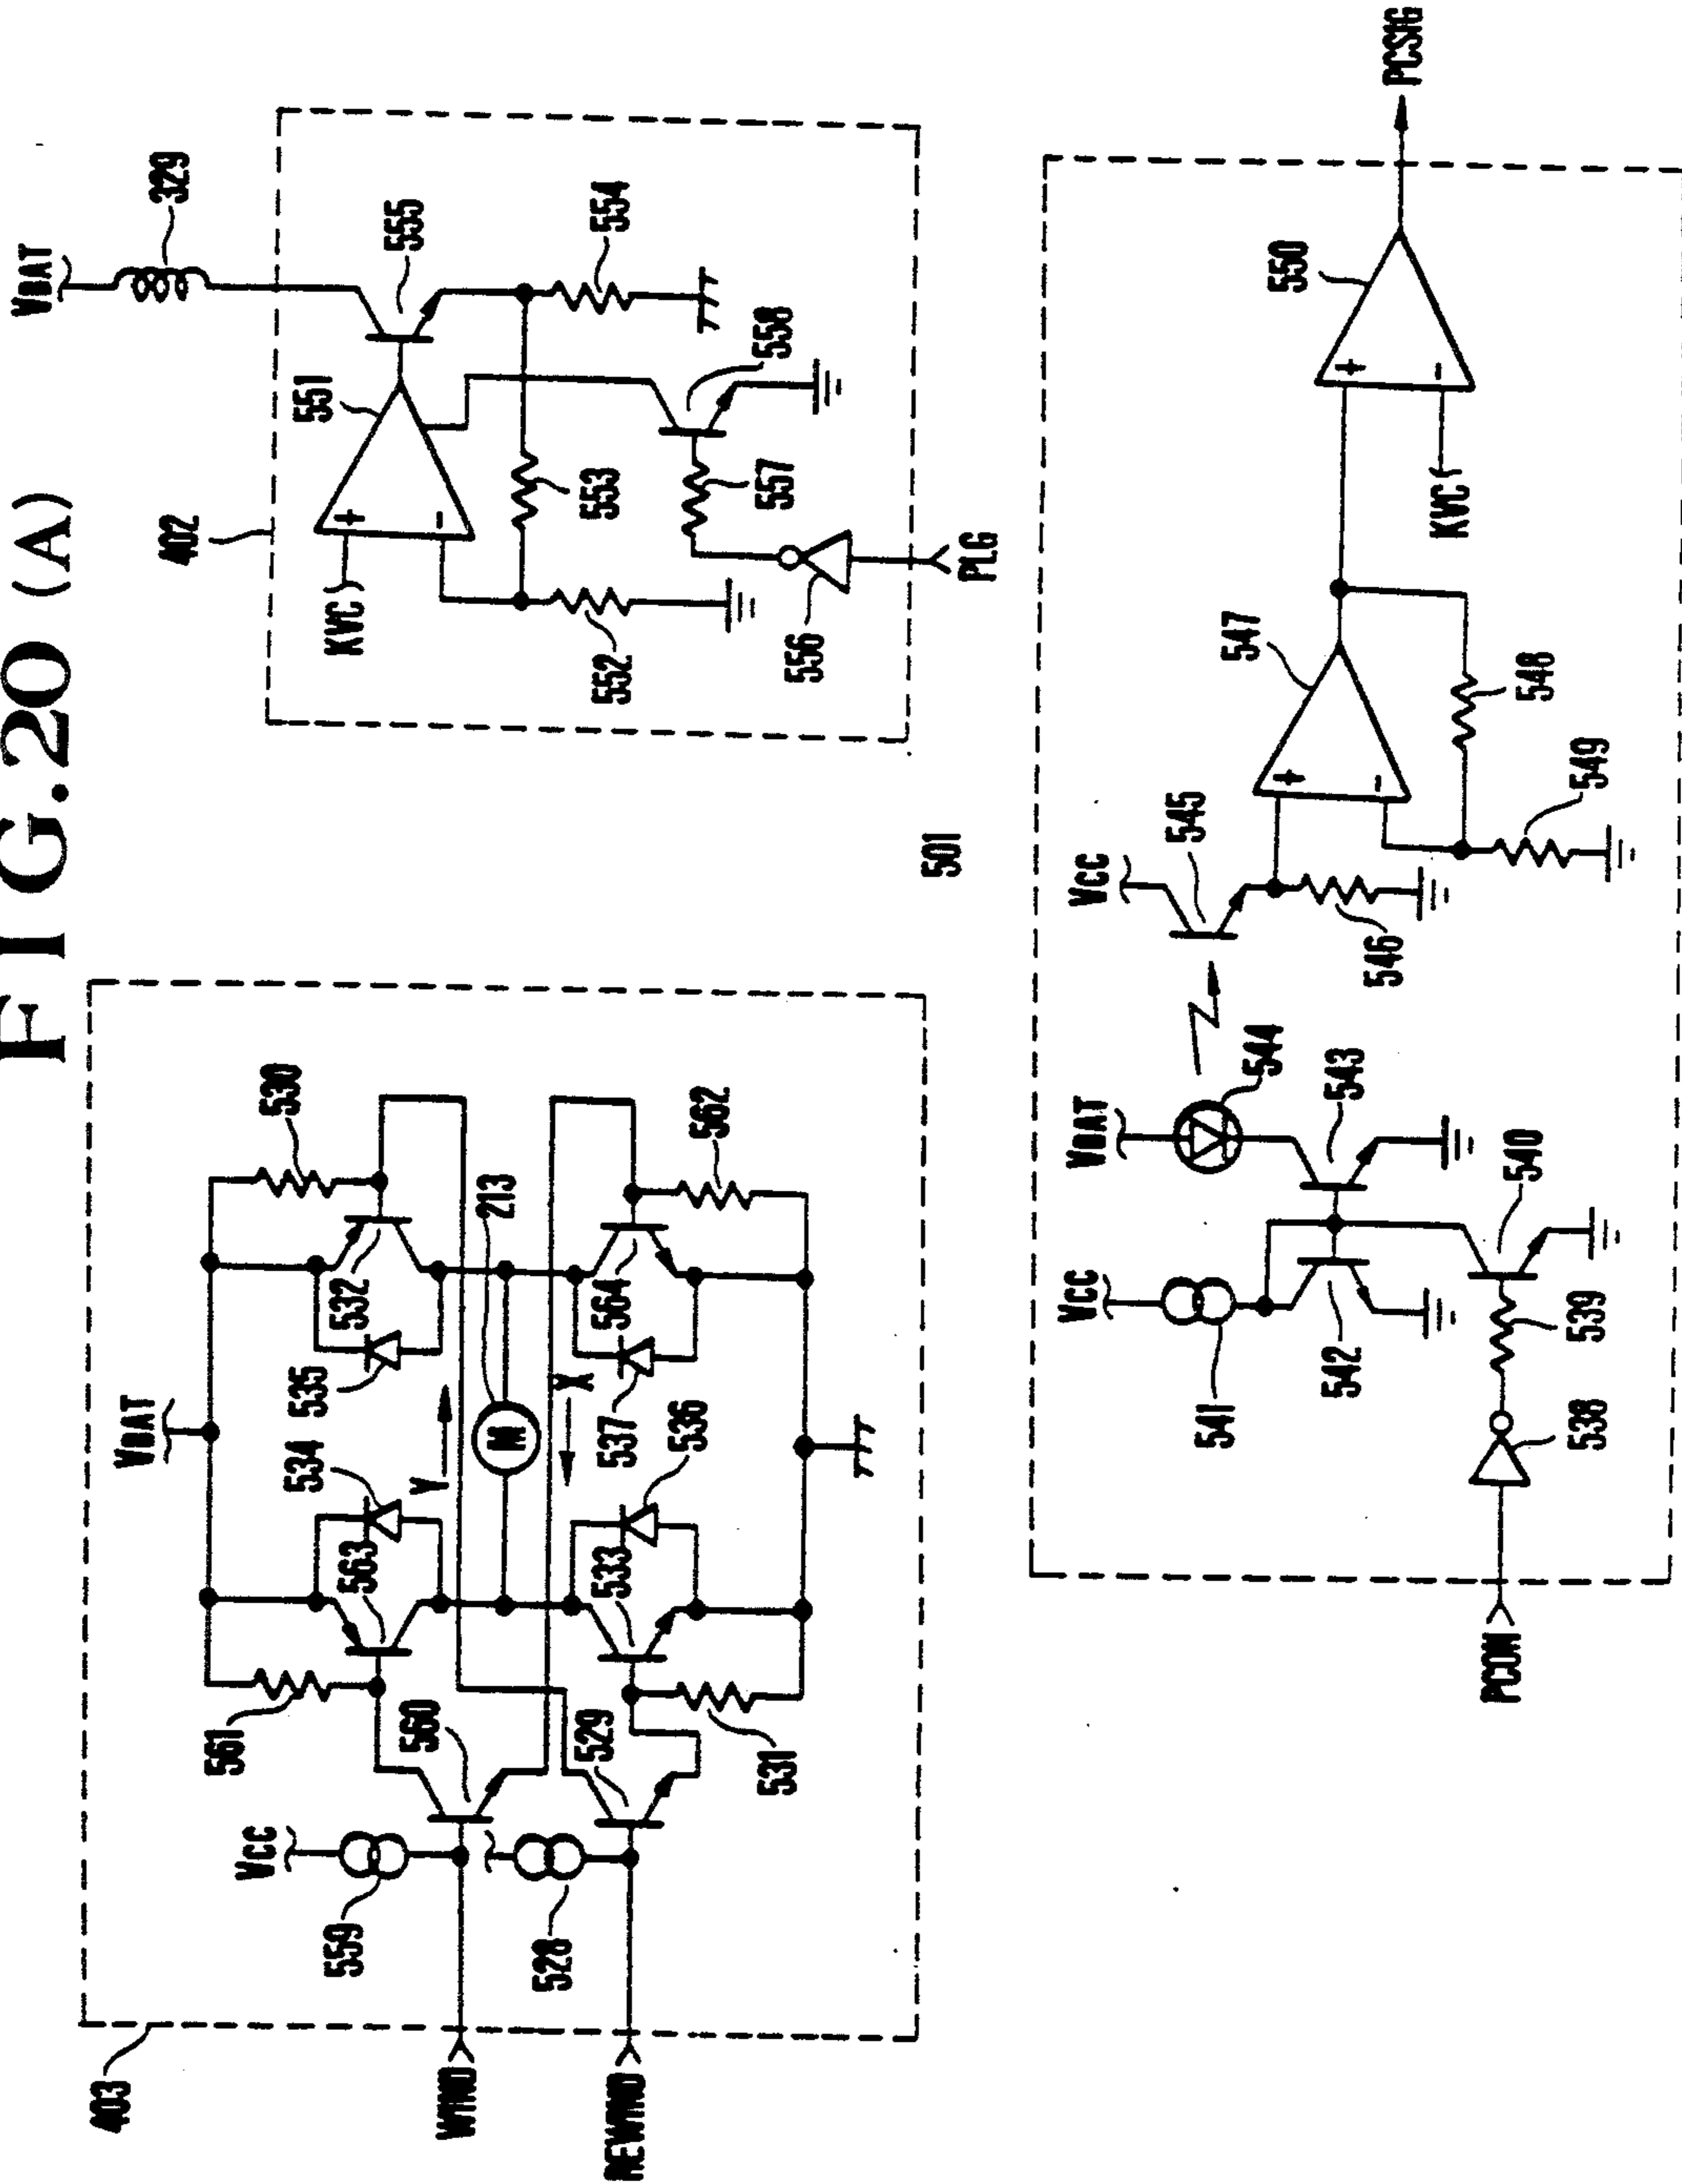 FIG.20 (A)
403
WIND
REWIND
VCC
559
528
VBAT
561
560
529
531
563
534
533
536
Y
X
M
213
535
532
537
564
530
562
402
VBAT
329
KVC
551
555
552
553
554
556
557
558
PLG
501
PCON
538
539
540
541
VCC
542
543
VBAT
544
VCC
545
546
547
548
549
KVC
550
PCSIG
+
-
+
-
+
-